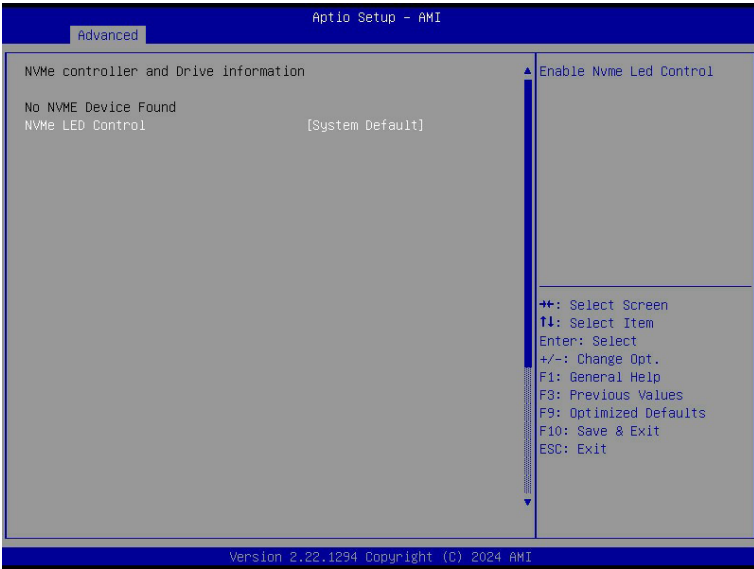 Aptio Setup - AMI
Advanced
NVMe controller and Drive information
No NVME Device Found
NVMe LED Control [System Default]
Enable Nvme Led Control
→←: Select Screen
↑↓: Select Item
Enter: Select
+/-: Change Opt.
F1: General Help
F3: Previous Values
F9: Optimized Defaults
F10: Save & Exit
ESC: Exit
Version 2.22.1294 Copyright (C) 2024 AMI